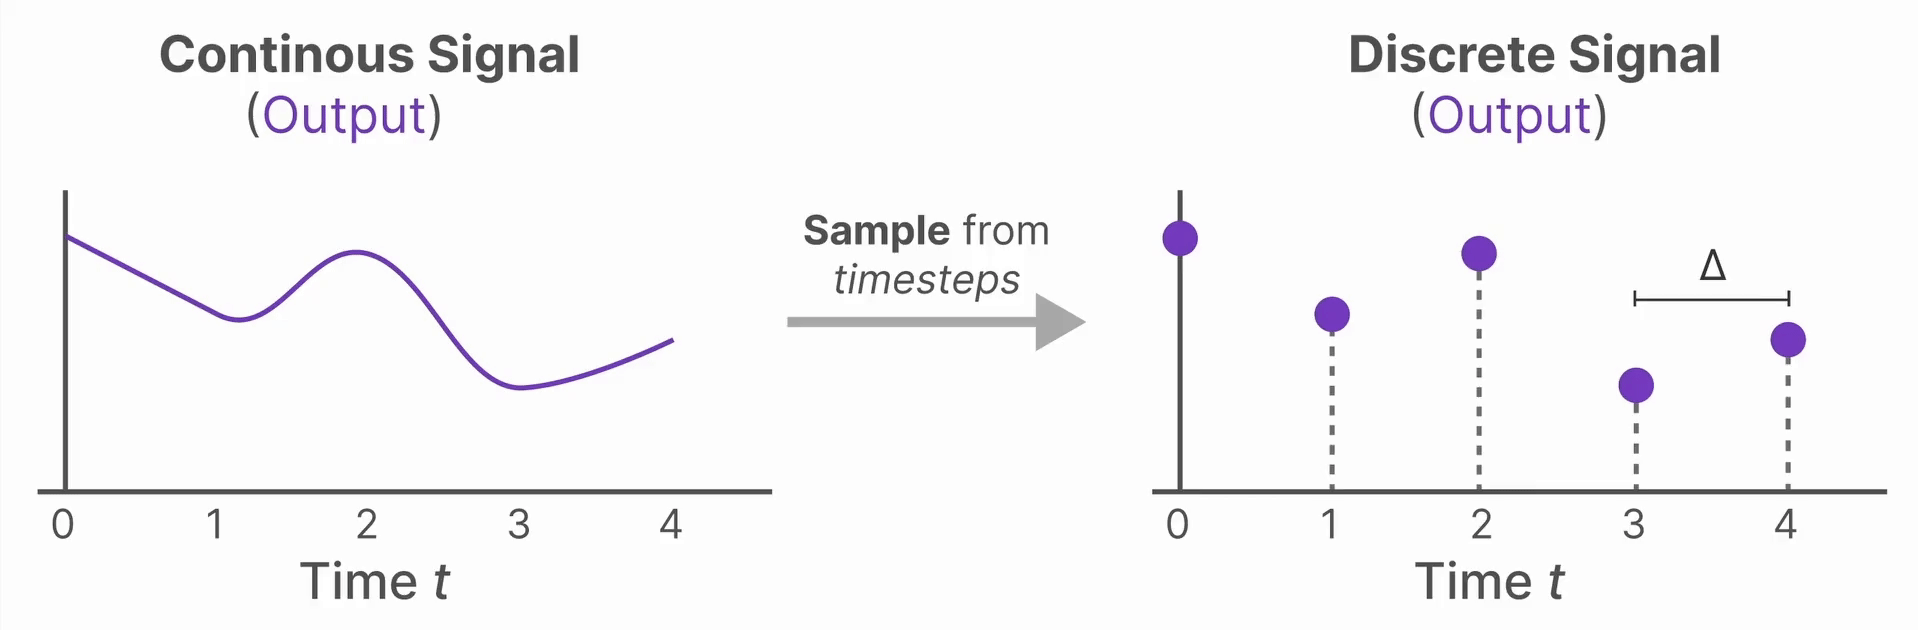 Continous Signal
(Output)
0 1 2 3 4
Time t
Sample from
timesteps
Discrete Signal
(Output)
Δ
0 1 2 3 4
Time t